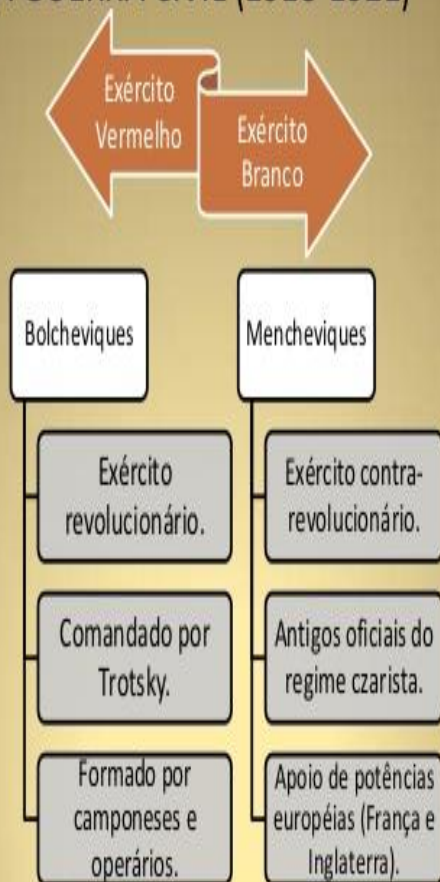 Exército
Vermelho
Exército
Branco
Bolcheviques
Mencheviques
Exército
revolucionário.
Exército contra-
revolucionário.
Comandado por
Trotsky.
Antigos oficiais do
regime czarista.
Formado por
camponeses e
operários.
Apoio de potências
européias (França e
Inglaterra).